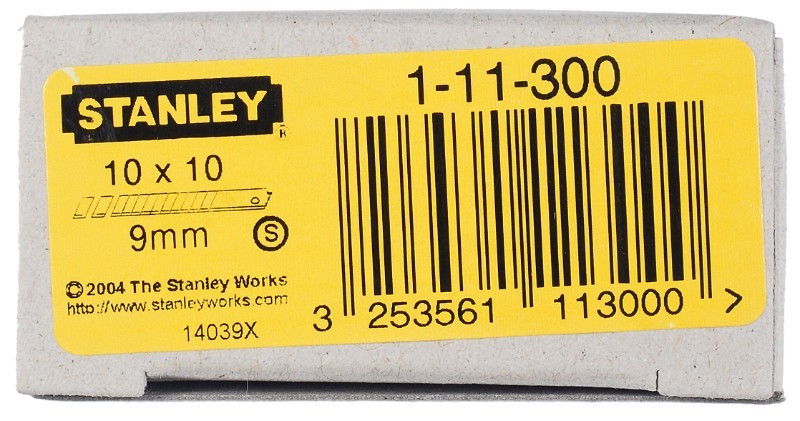 STANLEY
®
10 x 10
9mm
S
© 2004 The Stanley Works
http://www.stanleyworks.com
14039X
1-11-300
3 253561 113000 >